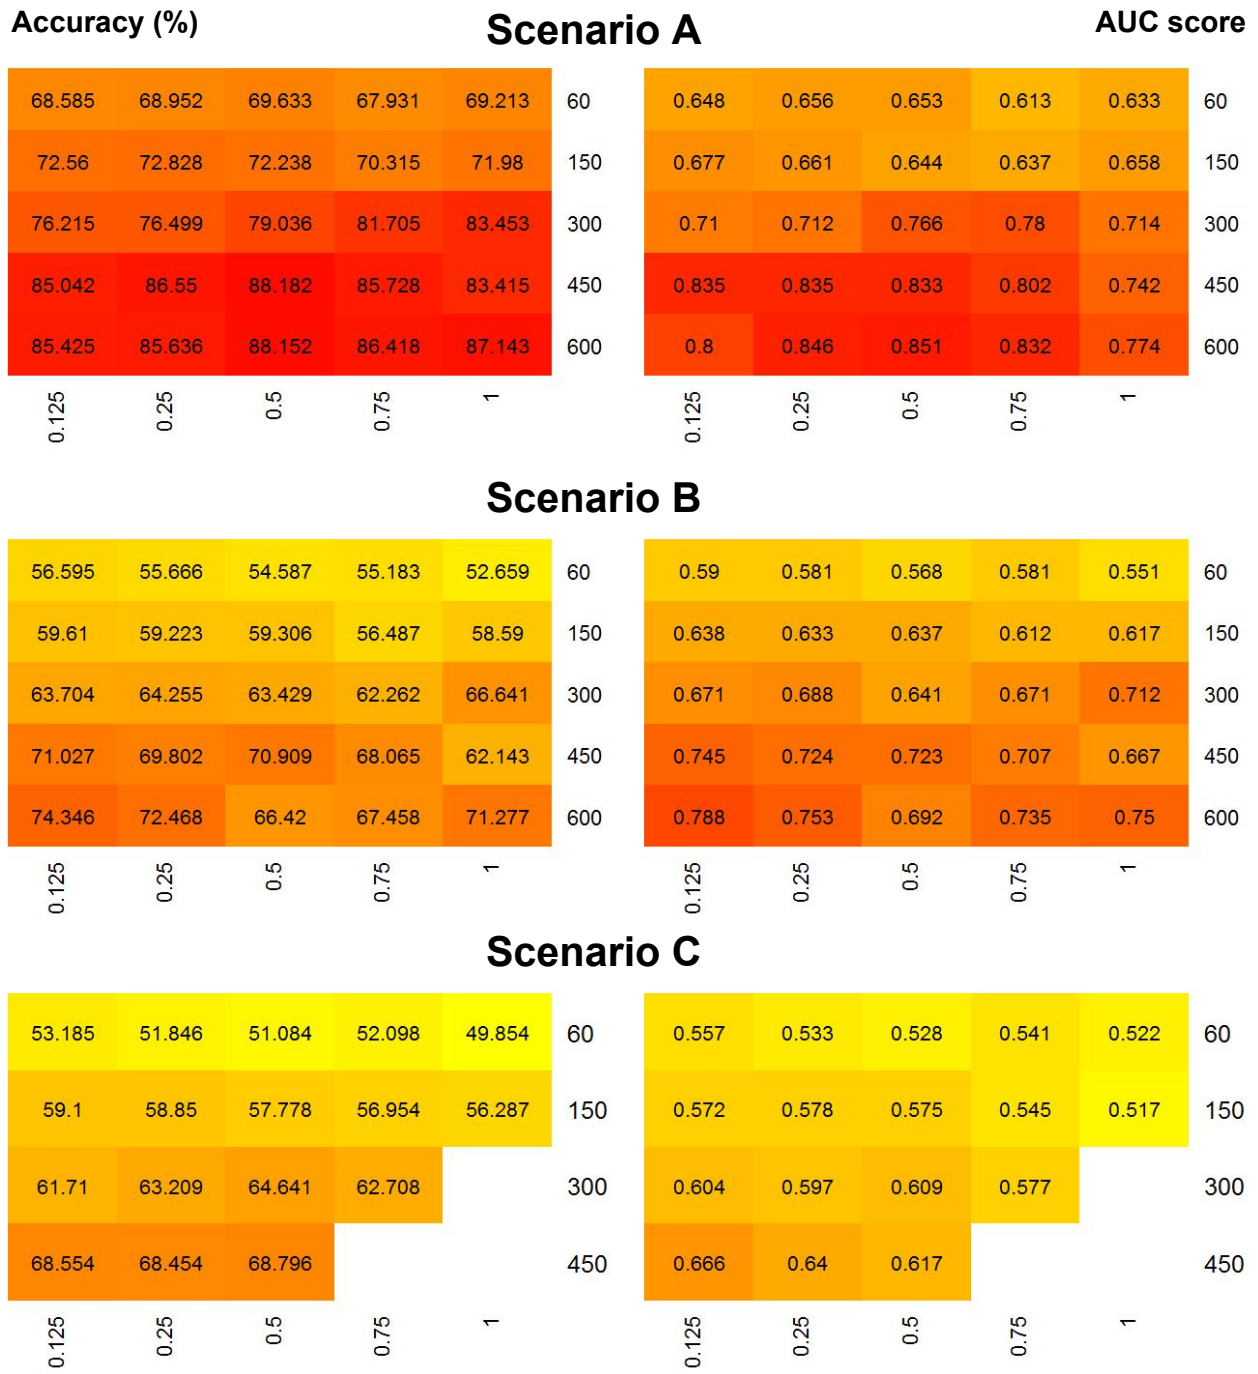 Accuracy (%) Scenario A AUC score
68.585 68.952 69.633 67.931 69.213 60 0.648 0.656 0.653 0.613 0.633 60
72.56 72.828 72.238 70.315 71.98 150 0.677 0.661 0.644 0.637 0.658 150
76.215 76.499 79.036 81.705 83.453 300 0.71 0.712 0.766 0.78 0.714 300
85.042 86.55 88.182 85.728 83.415 450 0.835 0.835 0.833 0.802 0.742 450
85.425 85.636 88.152 86.418 87.143 600 0.8 0.846 0.851 0.832 0.774 600
0.125 0.25 0.5 0.75 1 0.125 0.25 0.5 0.75 1
Scenario B
56.595 55.666 54.587 55.183 52.659 60 0.59 0.581 0.568 0.581 0.551 60
59.61 59.223 59.306 56.487 58.59 150 0.638 0.633 0.637 0.612 0.617 150
63.704 64.255 63.429 62.262 66.641 300 0.671 0.688 0.641 0.671 0.712 300
71.027 69.802 70.909 68.065 62.143 450 0.745 0.724 0.723 0.707 0.667 450
74.346 72.468 66.42 67.458 71.277 600 0.788 0.753 0.692 0.735 0.75 600
0.125 0.25 0.5 0.75 1 0.125 0.25 0.5 0.75 1
Scenario C
53.185 51.846 51.084 52.098 49.854 60 0.557 0.533 0.528 0.541 0.522 60
59.1 58.85 57.778 56.954 56.287 150 0.572 0.578 0.575 0.545 0.517 150
61.71 63.209 64.641 62.708 300 0.604 0.597 0.609 0.577 300
68.554 68.454 68.796 450 0.666 0.64 0.617 450
0.125 0.25 0.5 0.75 1 0.125 0.25 0.5 0.75 1